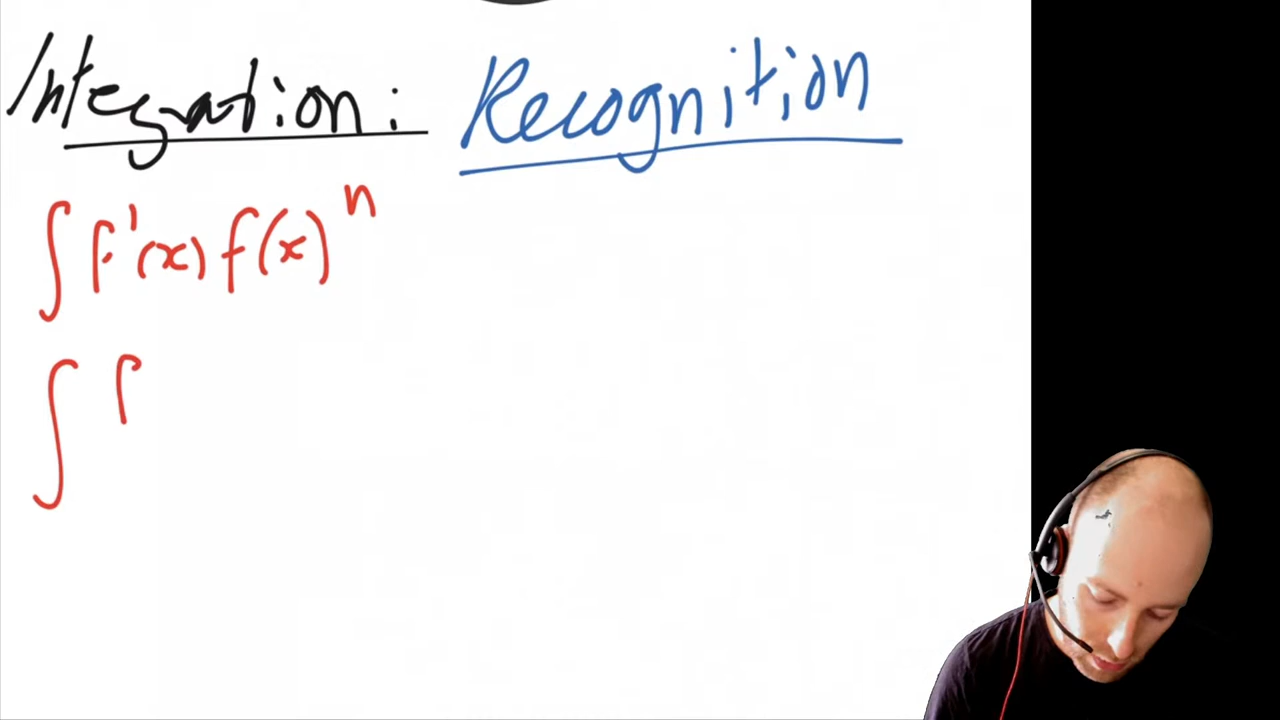 Integration: Recognition
∫ f'(x) f(x)ⁿ
∫ f